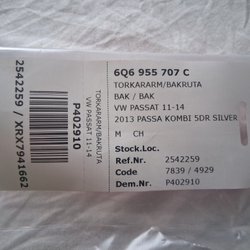 6Q6 955 707 C
TORKARARM/BAKRUTA
BAK / BAK
VW PASSAT 11-14
2013 PASSA KOMBI 5DR SILVER
M CH
Stock.Loc.
Ref.Nr. 2542259
Code 7839 / 4929
Dem.Nr. P402910
TORKARARM/BAKRUTA
VW PASSAT 11-14
P402910
2542259 / XRX7941662